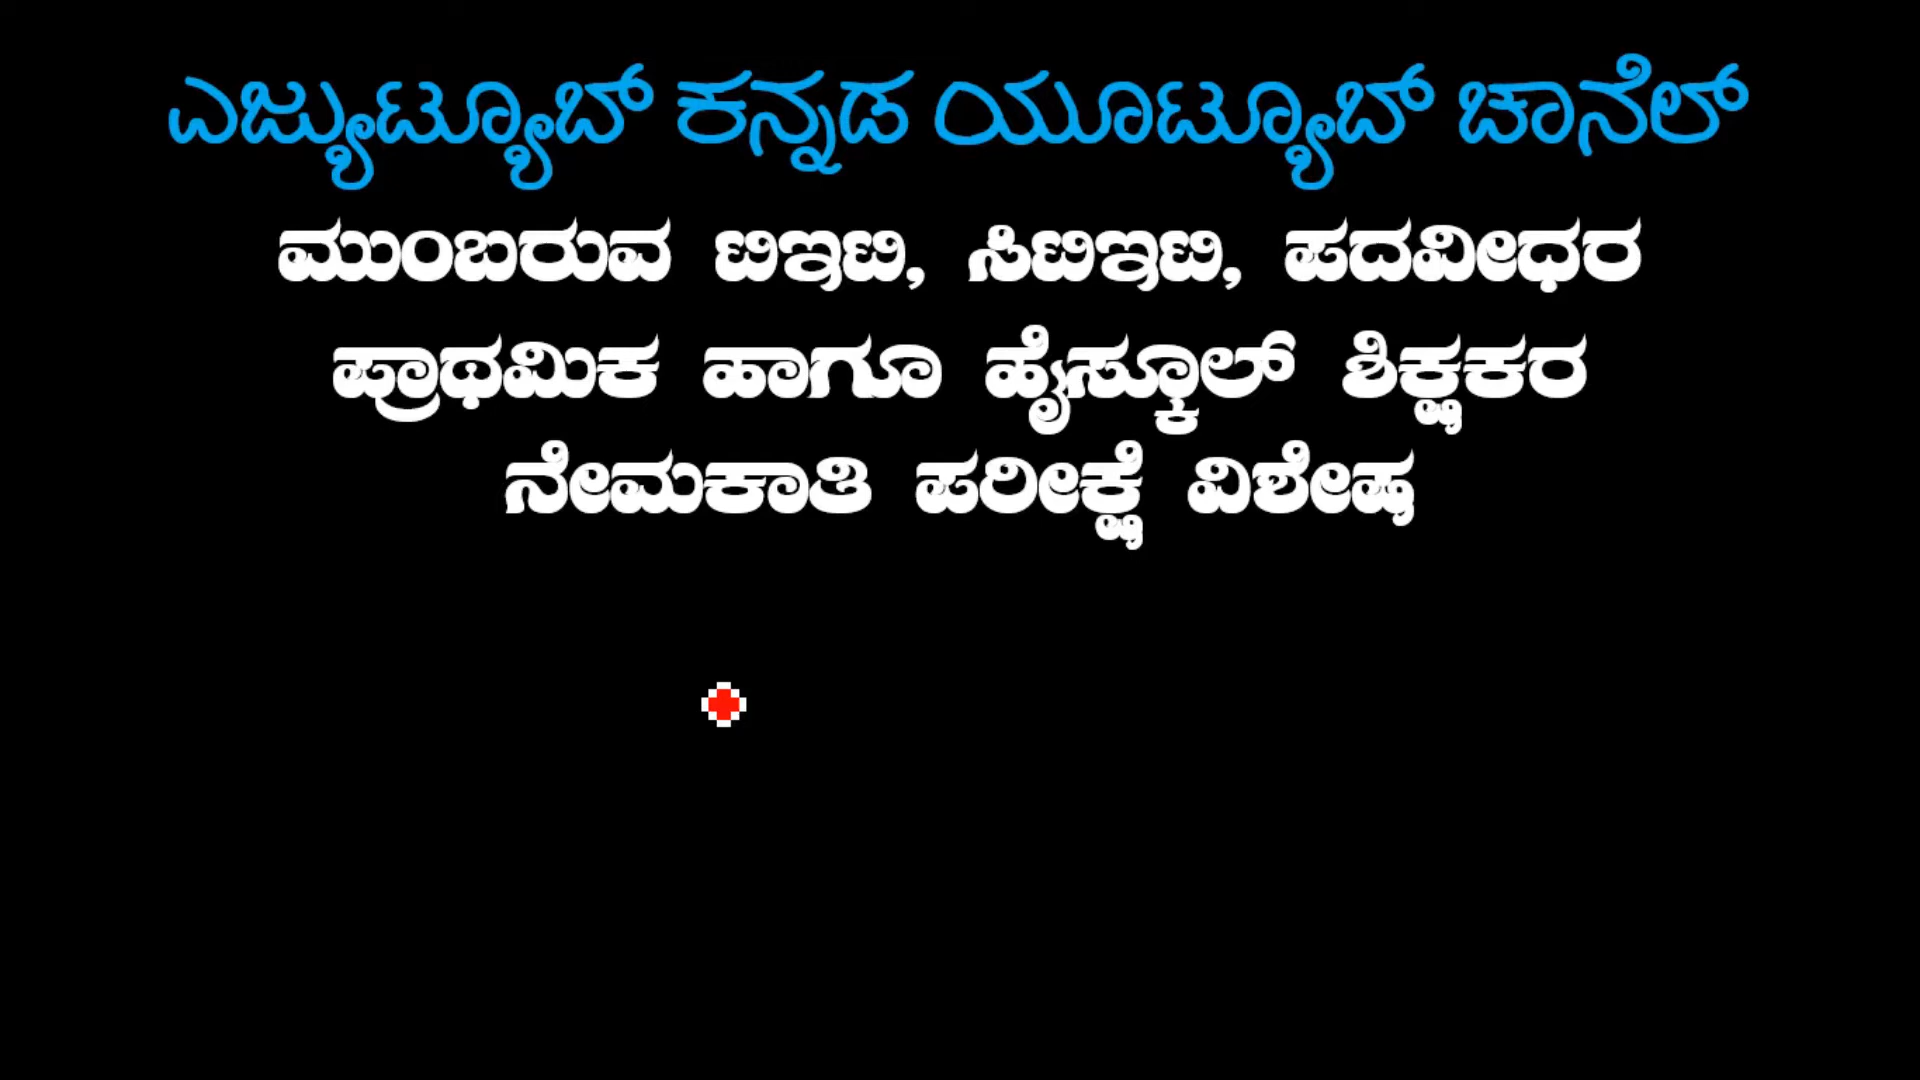 ಎಜ್ಯುಟ್ಯೂಬ್ ಕನ್ನಡ ಯೂಟ್ಯೂಬ್ ಚಾನೆಲ್
ಮುಂಬರುವ ಟಿಇಟಿ, ಸಿಟಿಇಟಿ, ಪದವೀಧರ
ಪ್ರಾಥಮಿಕ ಹಾಗೂ ಹೈಸ್ಕೂಲ್ ಶಿಕ್ಷಕರ
ನೇಮಕಾತಿ ಪರೀಕ್ಷೆ ವಿಶೇಷ